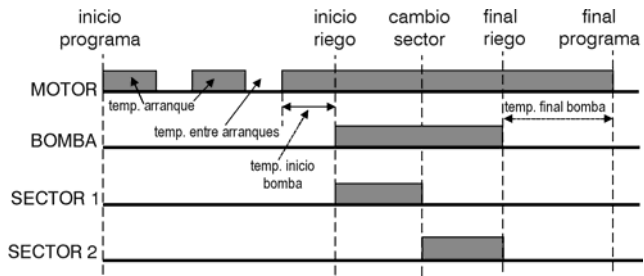 inicio programa
inicio riego
cambio sector
final riego
final programa
MOTOR
temp. arranque
temp. entre arranques
temp. final bomba
BOMBA
temp. inicio bomba
SECTOR 1
SECTOR 2